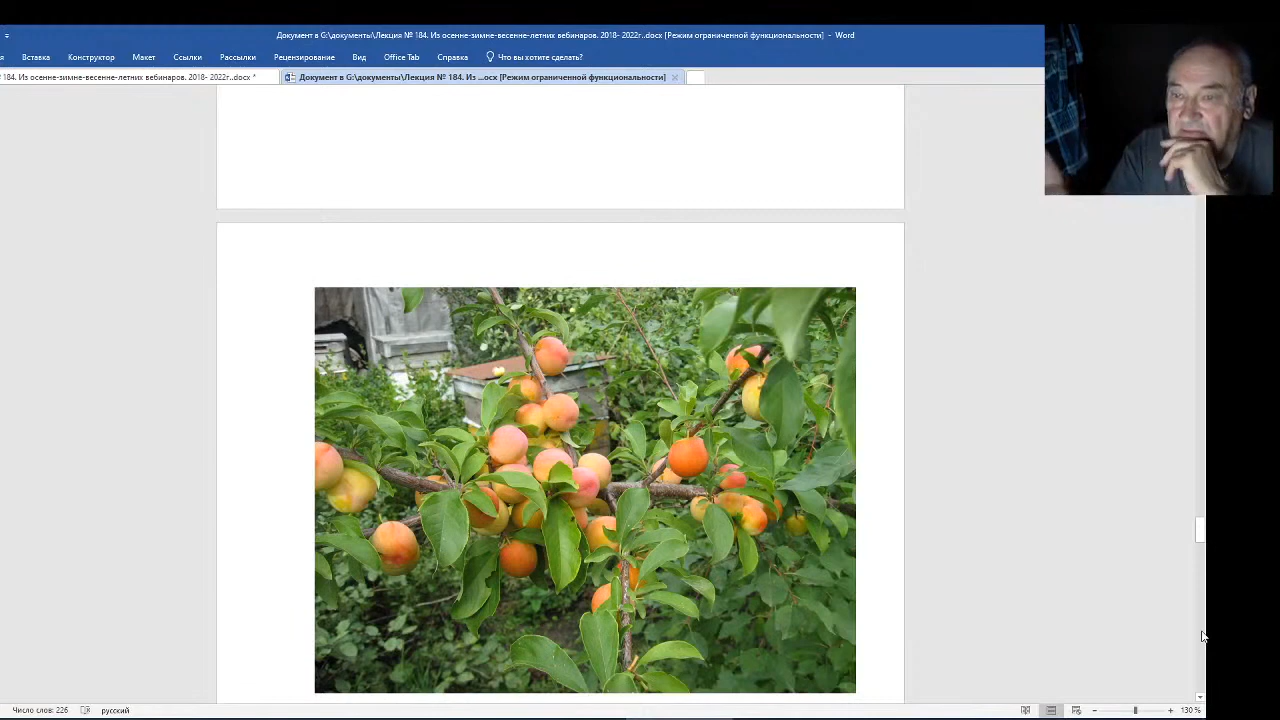 Документ в G:\документы\Лекция № 184. Из осенне-зимне-весенне-летних вебинаров. 2018- 2022г..docx [Режим ограниченной функциональности] - Word
я Вставка Конструктор Макет Ссылки Рассылки Рецензирование Вид Office Tab Справка Что вы хотите сделать?
184. Из осенне-зимне-весенне-летних вебинаров. 2018- 2022г..docx * Документ в G:\документы\Лекция № 184. Из ...осх [Режим ограниченной функциональности]
Число слов: 226 русский 130 %